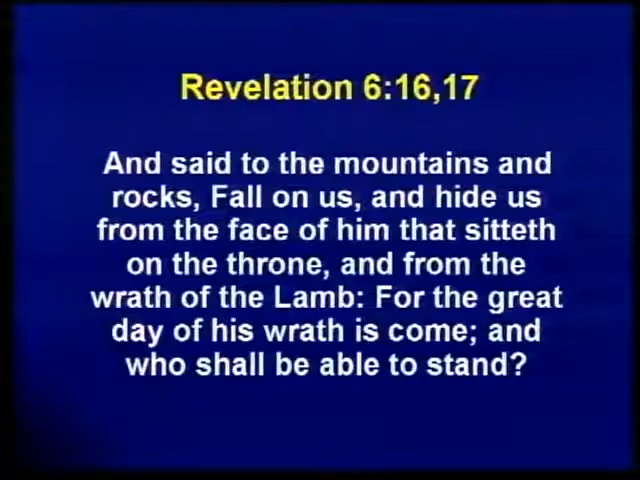 Revelation 6:16,17
And said to the mountains and
rocks, Fall on us, and hide us
from the face of him that sitteth
on the throne, and from the
wrath of the Lamb: For the great
day of his wrath is come; and
who shall be able to stand?